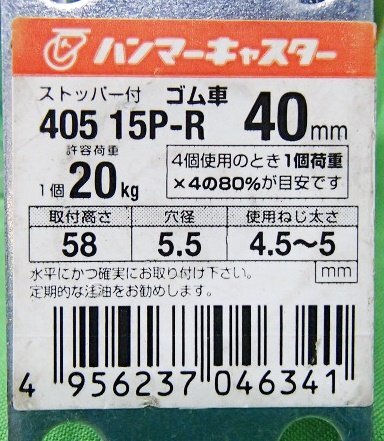 ハンマーキャスター
ストッパー付 ゴム車
405 15P-R 40mm
許容荷重
1個20kg
4個使用のとき1個荷重
×4の80%が目安です
取付高さ 穴径 使用ねじ太さ
58 5.5 4.5〜5
水平にかつ確実にお取り付け下さい。 mm
定期的な注油をお勧めします。
4 956237 046341